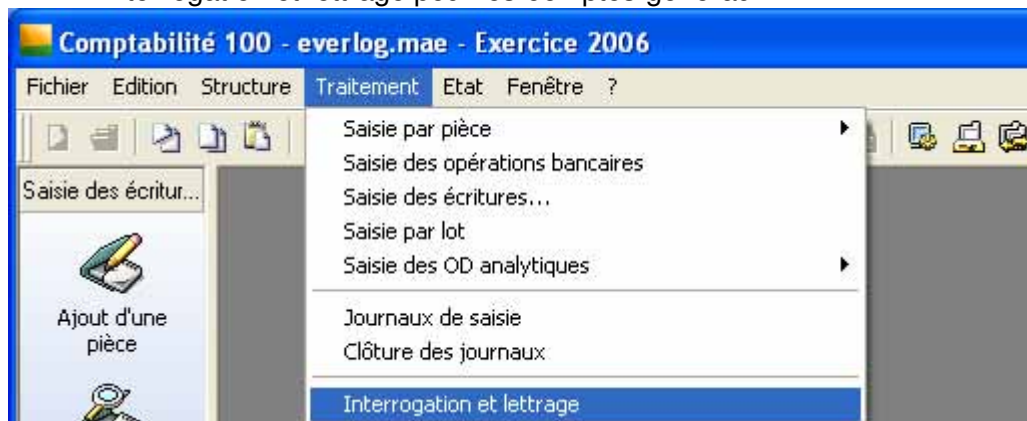 Comptabilité 100 - everlog.mae - Exercice 2006
Fichier Edition Structure Traitement Etat Fenêtre ?
Saisie des écritur...
Ajout d'une
pièce
Saisie par pièce
Saisie des opérations bancaires
Saisie des écritures...
Saisie par lot
Saisie des OD analytiques
Journaux de saisie
Clôture des journaux
Interrogation et lettrage